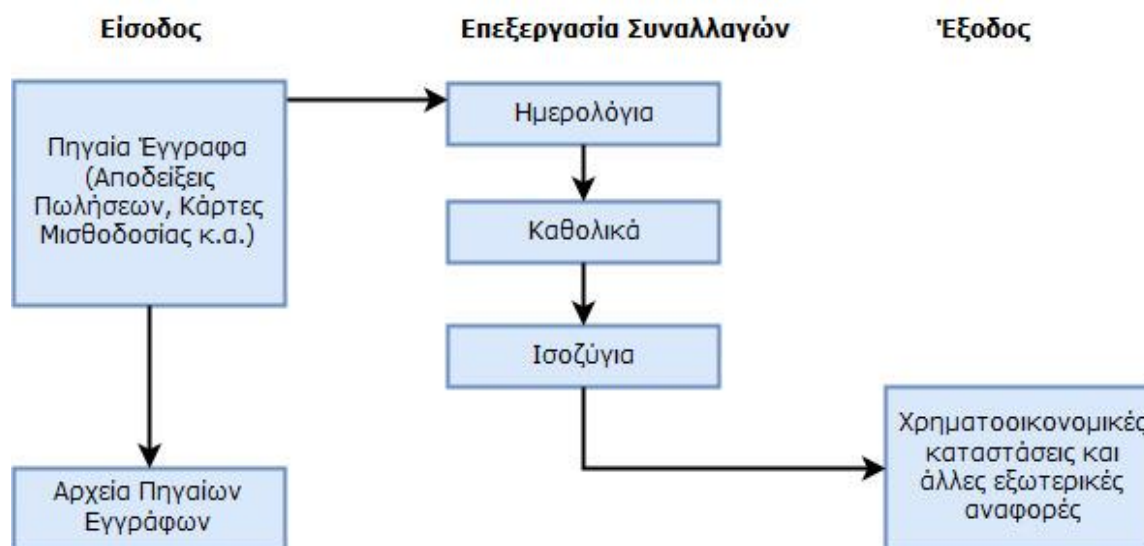 Είσοδος
Επεξεργασία Συναλλαγών
Έξοδος
Πηγαία Έγγραφα
(Αποδείξεις
Πωλήσεων, Κάρτες
Μισθοδοσίας κ.α.)
Ημερολόγια
Καθολικά
Ισοζύγια
Αρχεία Πηγαίων
Εγγράφων
Χρηματοοικονομικές
καταστάσεις και
άλλες εξωτερικές
αναφορές